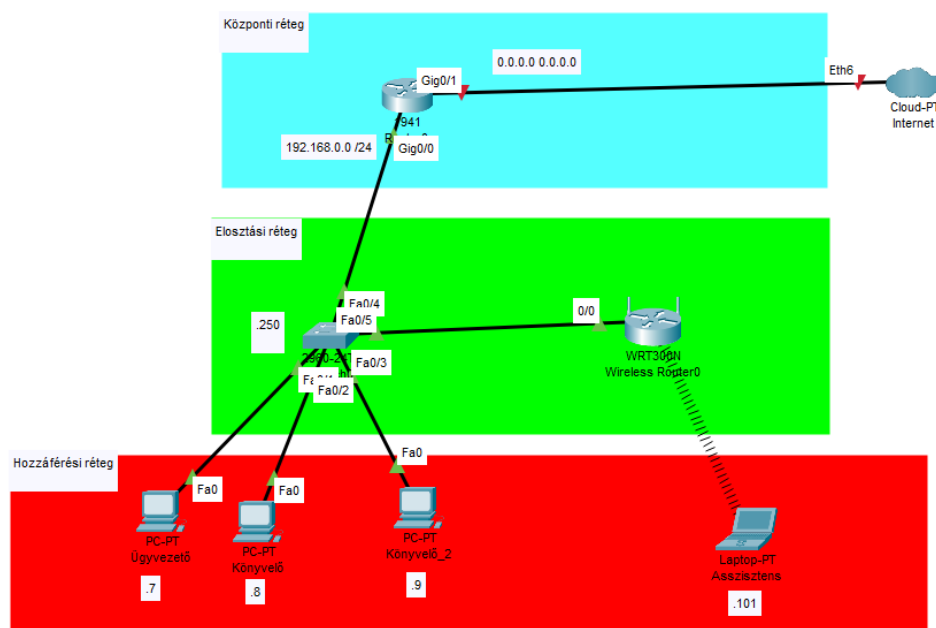 Központi réteg
0.0.0.0 0.0.0.0
Gig0/1
Eth6
Cloud-PT
Internet
1941
192.168.0.0 /24
Gig0/0
Elosztási réteg
Fa0/4
.250
Fa0/5
0/0
Fa0/3
Fa0/2
WRT300N
Wireless Router0
Hozzáférési réteg
Fa0
Fa0
Fa0
PC-PT
Ügyvezető
PC-PT
Könyvelő
PC-PT
Könyvelő_2
Laptop-PT
Asszisztens
.7
.8
.9
.101